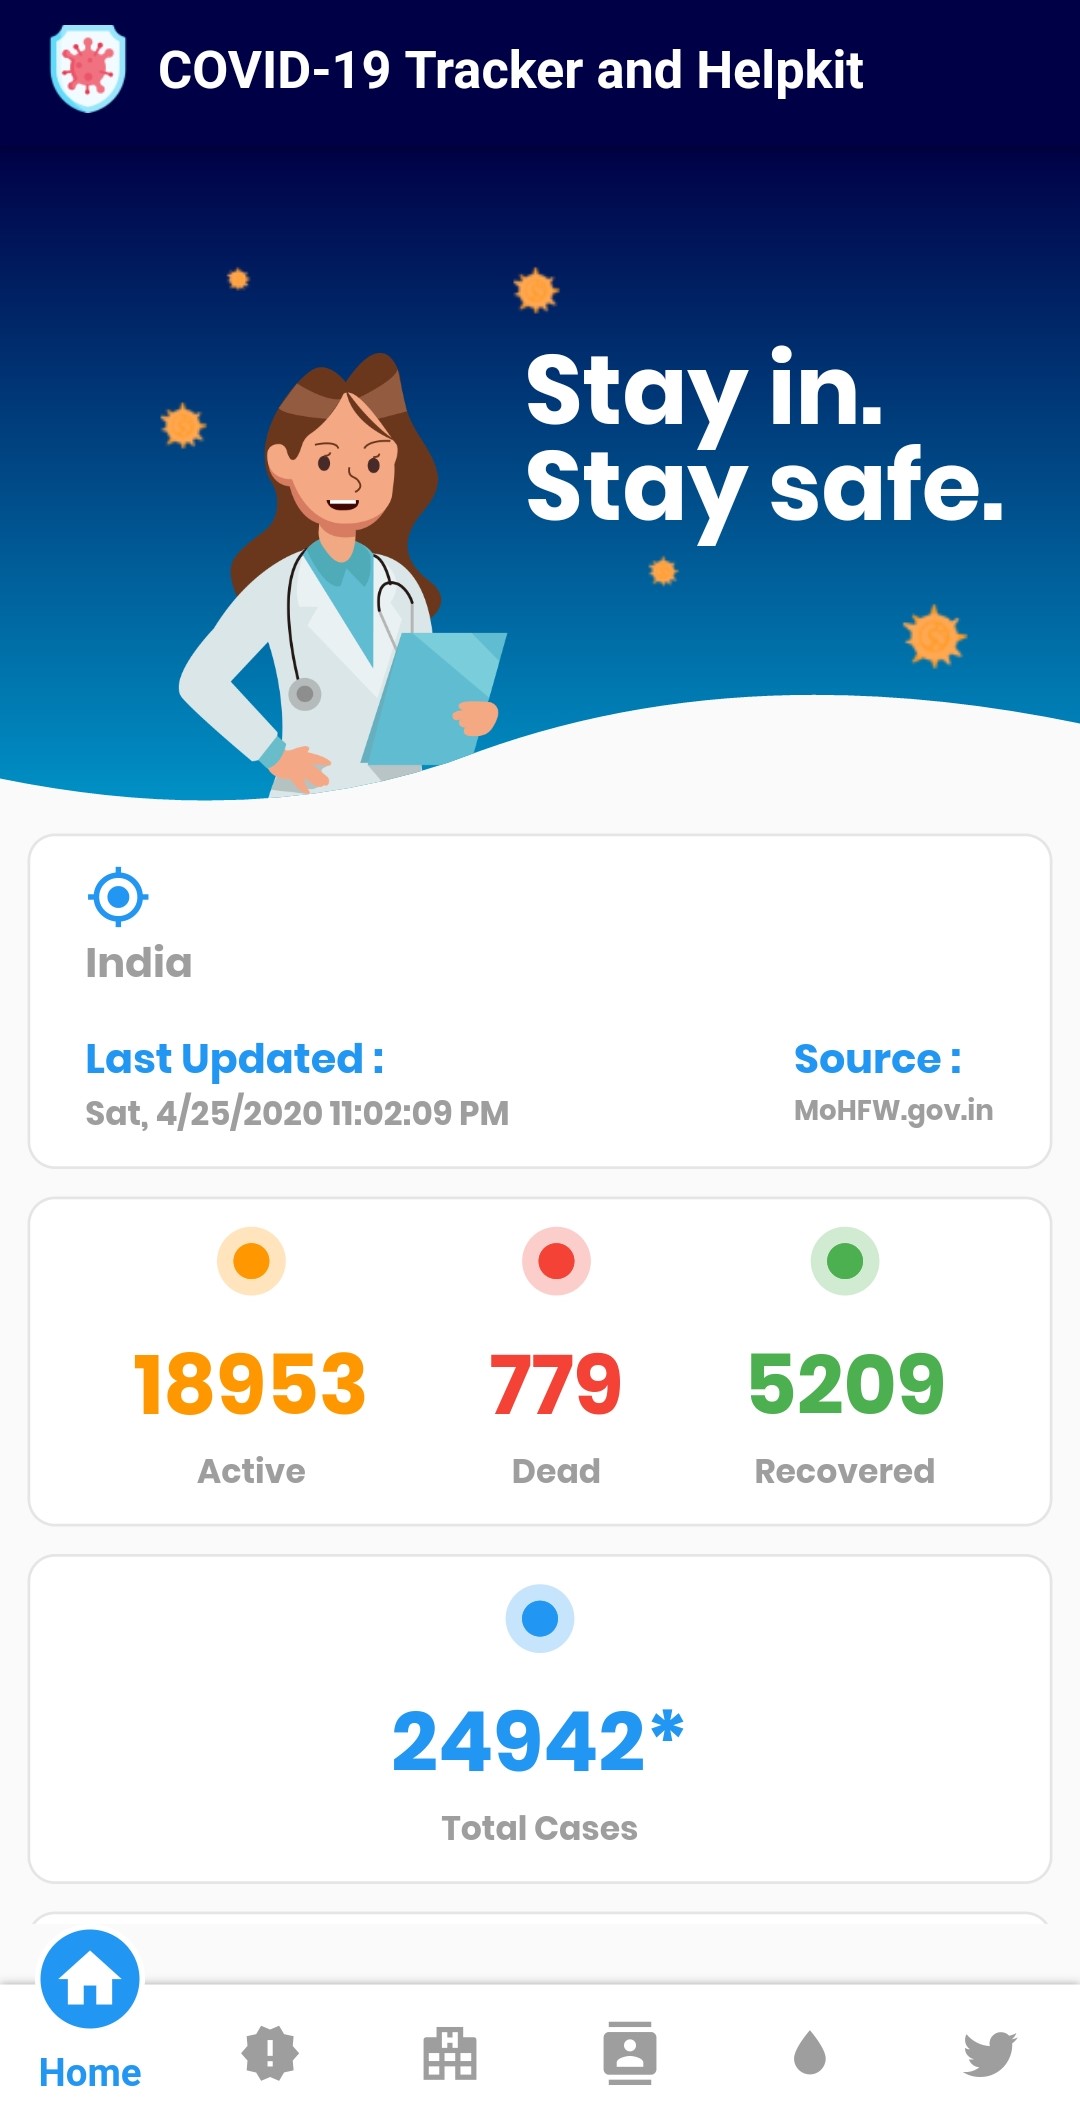 COVID-19 Tracker and Helpkit
Stay in.
Stay safe.
India
Last Updated :
Sat, 4/25/2020 11:02:09 PM
Source :
MoHFW.gov.in
18953
Active
779
Dead
5209
Recovered
24942*
Total Cases
H
Home